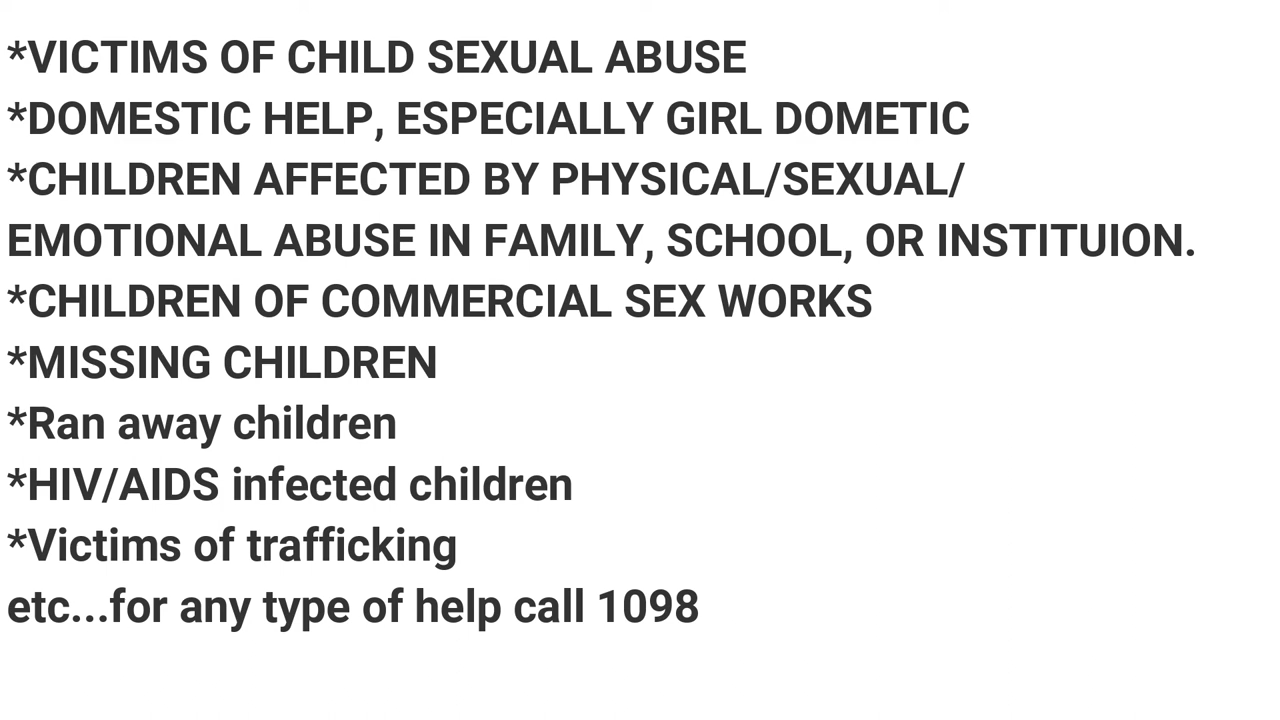 *VICTIMS OF CHILD SEXUAL ABUSE
*DOMESTIC HELP, ESPECIALLY GIRL DOMETIC
*CHILDREN AFFECTED BY PHYSICAL/SEXUAL/
EMOTIONAL ABUSE IN FAMILY, SCHOOL, OR INSTITUION.
*CHILDREN OF COMMERCIAL SEX WORKS
*MISSING CHILDREN
*Ran away children
*HIV/AIDS infected children
*Victims of trafficking
etc...for any type of help call 1098